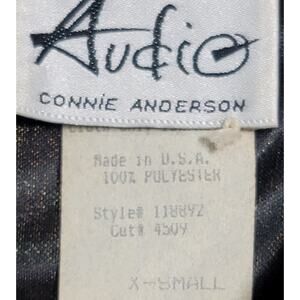 Audio
CONNIE ANDERSON
Made in U.S.A.
100% POLYESTER
Style# 118892
Cut# 4509
X-SMALL